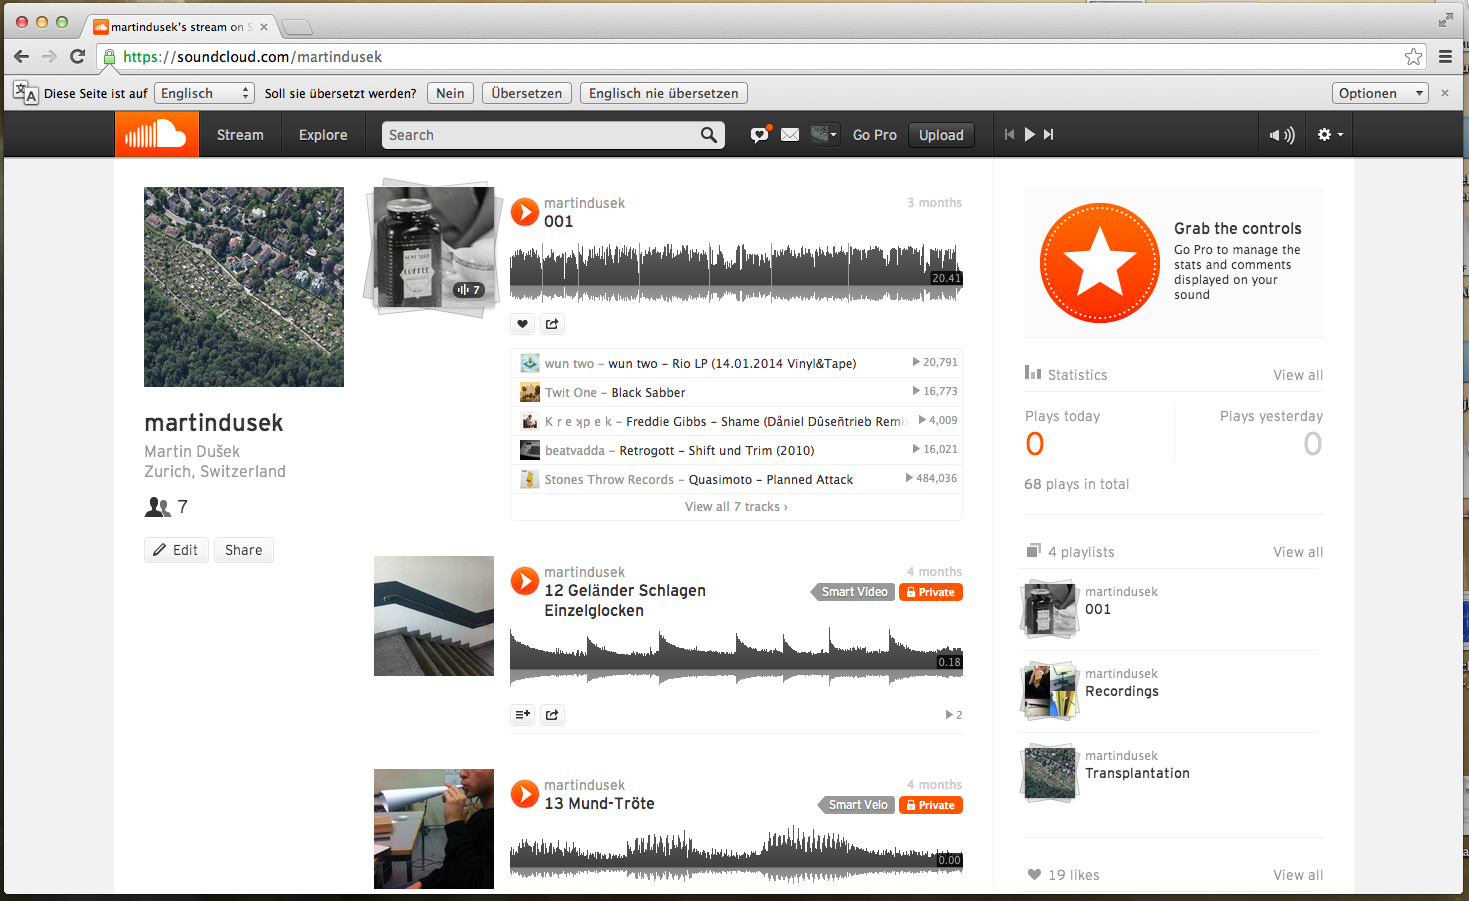 martindusek's stream on S
https://soundcloud.com/martindusek
Diese Seite ist auf Englisch Soll sie übersetzt werden? Nein Übersetzen Englisch nie übersetzen Optionen
Stream Explore Search Go Pro Upload
martindusek
Martin Dušek
Zurich, Switzerland
7
Edit Share
COFFEE
7
martindusek 3 months
001
20.41
wun two – wun two – Rio LP (14.01.2014 Vinyl&Tape) 20,791
Twit One – Black Sabber 16,773
K r e ʞp e k – Freddie Gibbs – Shame (Dåniel Dûseñtrieb Remix 4,009
beatvadda – Retrogott – Shift und Trim (2010) 16,021
Stones Throw Records – Quasimoto – Planned Attack 484,036
View all 7 tracks ›
martindusek 4 months
12 Geländer Schlagen Smart Video Private
Einzelglocken
0.18
2
martindusek 4 months
13 Mund-Tröte Smart Velo Private
0.00
Grab the controls
Go Pro to manage the
stats and comments
displayed on your
sound
Statistics View all
Plays today Plays yesterday
0 0
68 plays in total
4 playlists View all
martindusek
001
martindusek
Recordings
martindusek
Transplantation
19 likes View all